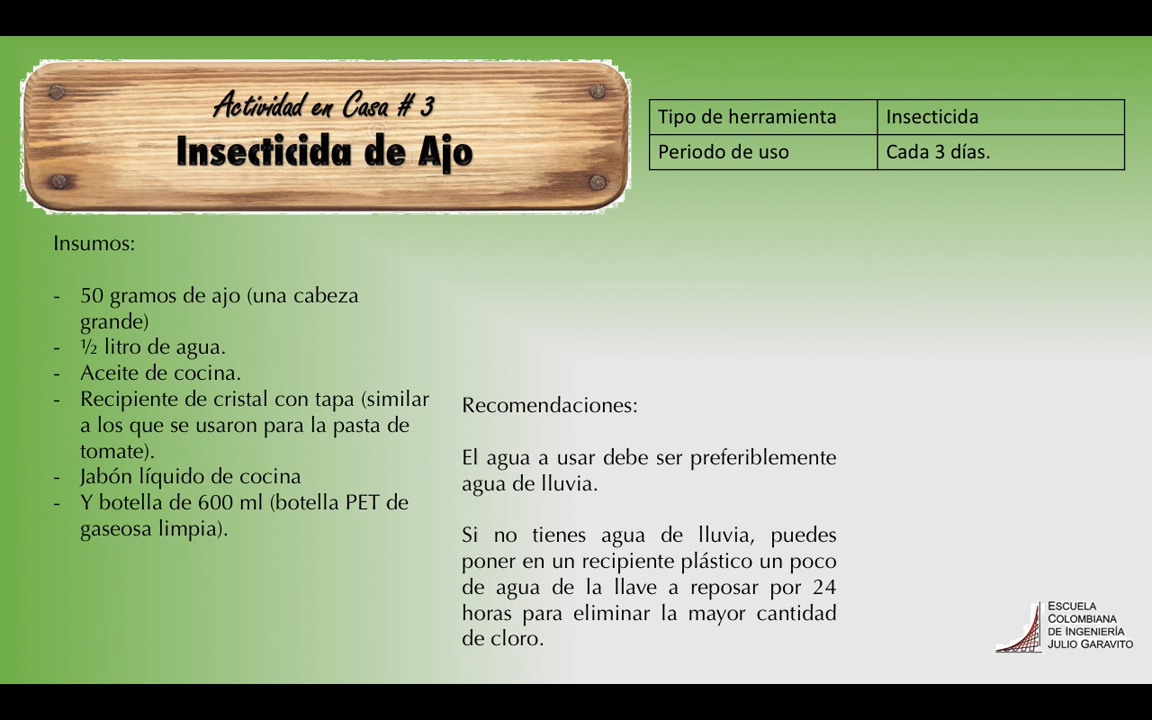 Actividad en Casa # 3
Insecticida de Ajo
Tipo de herramienta Insecticida
Periodo de uso Cada 3 días.
Insumos:
- 50 gramos de ajo (una cabeza
grande)
- ½ litro de agua.
- Aceite de cocina.
- Recipiente de cristal con tapa (similar
a los que se usaron para la pasta de
tomate).
- Jabón líquido de cocina
- Y botella de 600 ml (botella PET de
gaseosa limpia).
Recomendaciones:
El agua a usar debe ser preferiblemente
agua de lluvia.
Si no tienes agua de lluvia, puedes
poner en un recipiente plástico un poco
de agua de la llave a reposar por 24
horas para eliminar la mayor cantidad
de cloro.
ESCUELA
COLOMBIANA
DE INGENIERÍA
JULIO GARAVITO